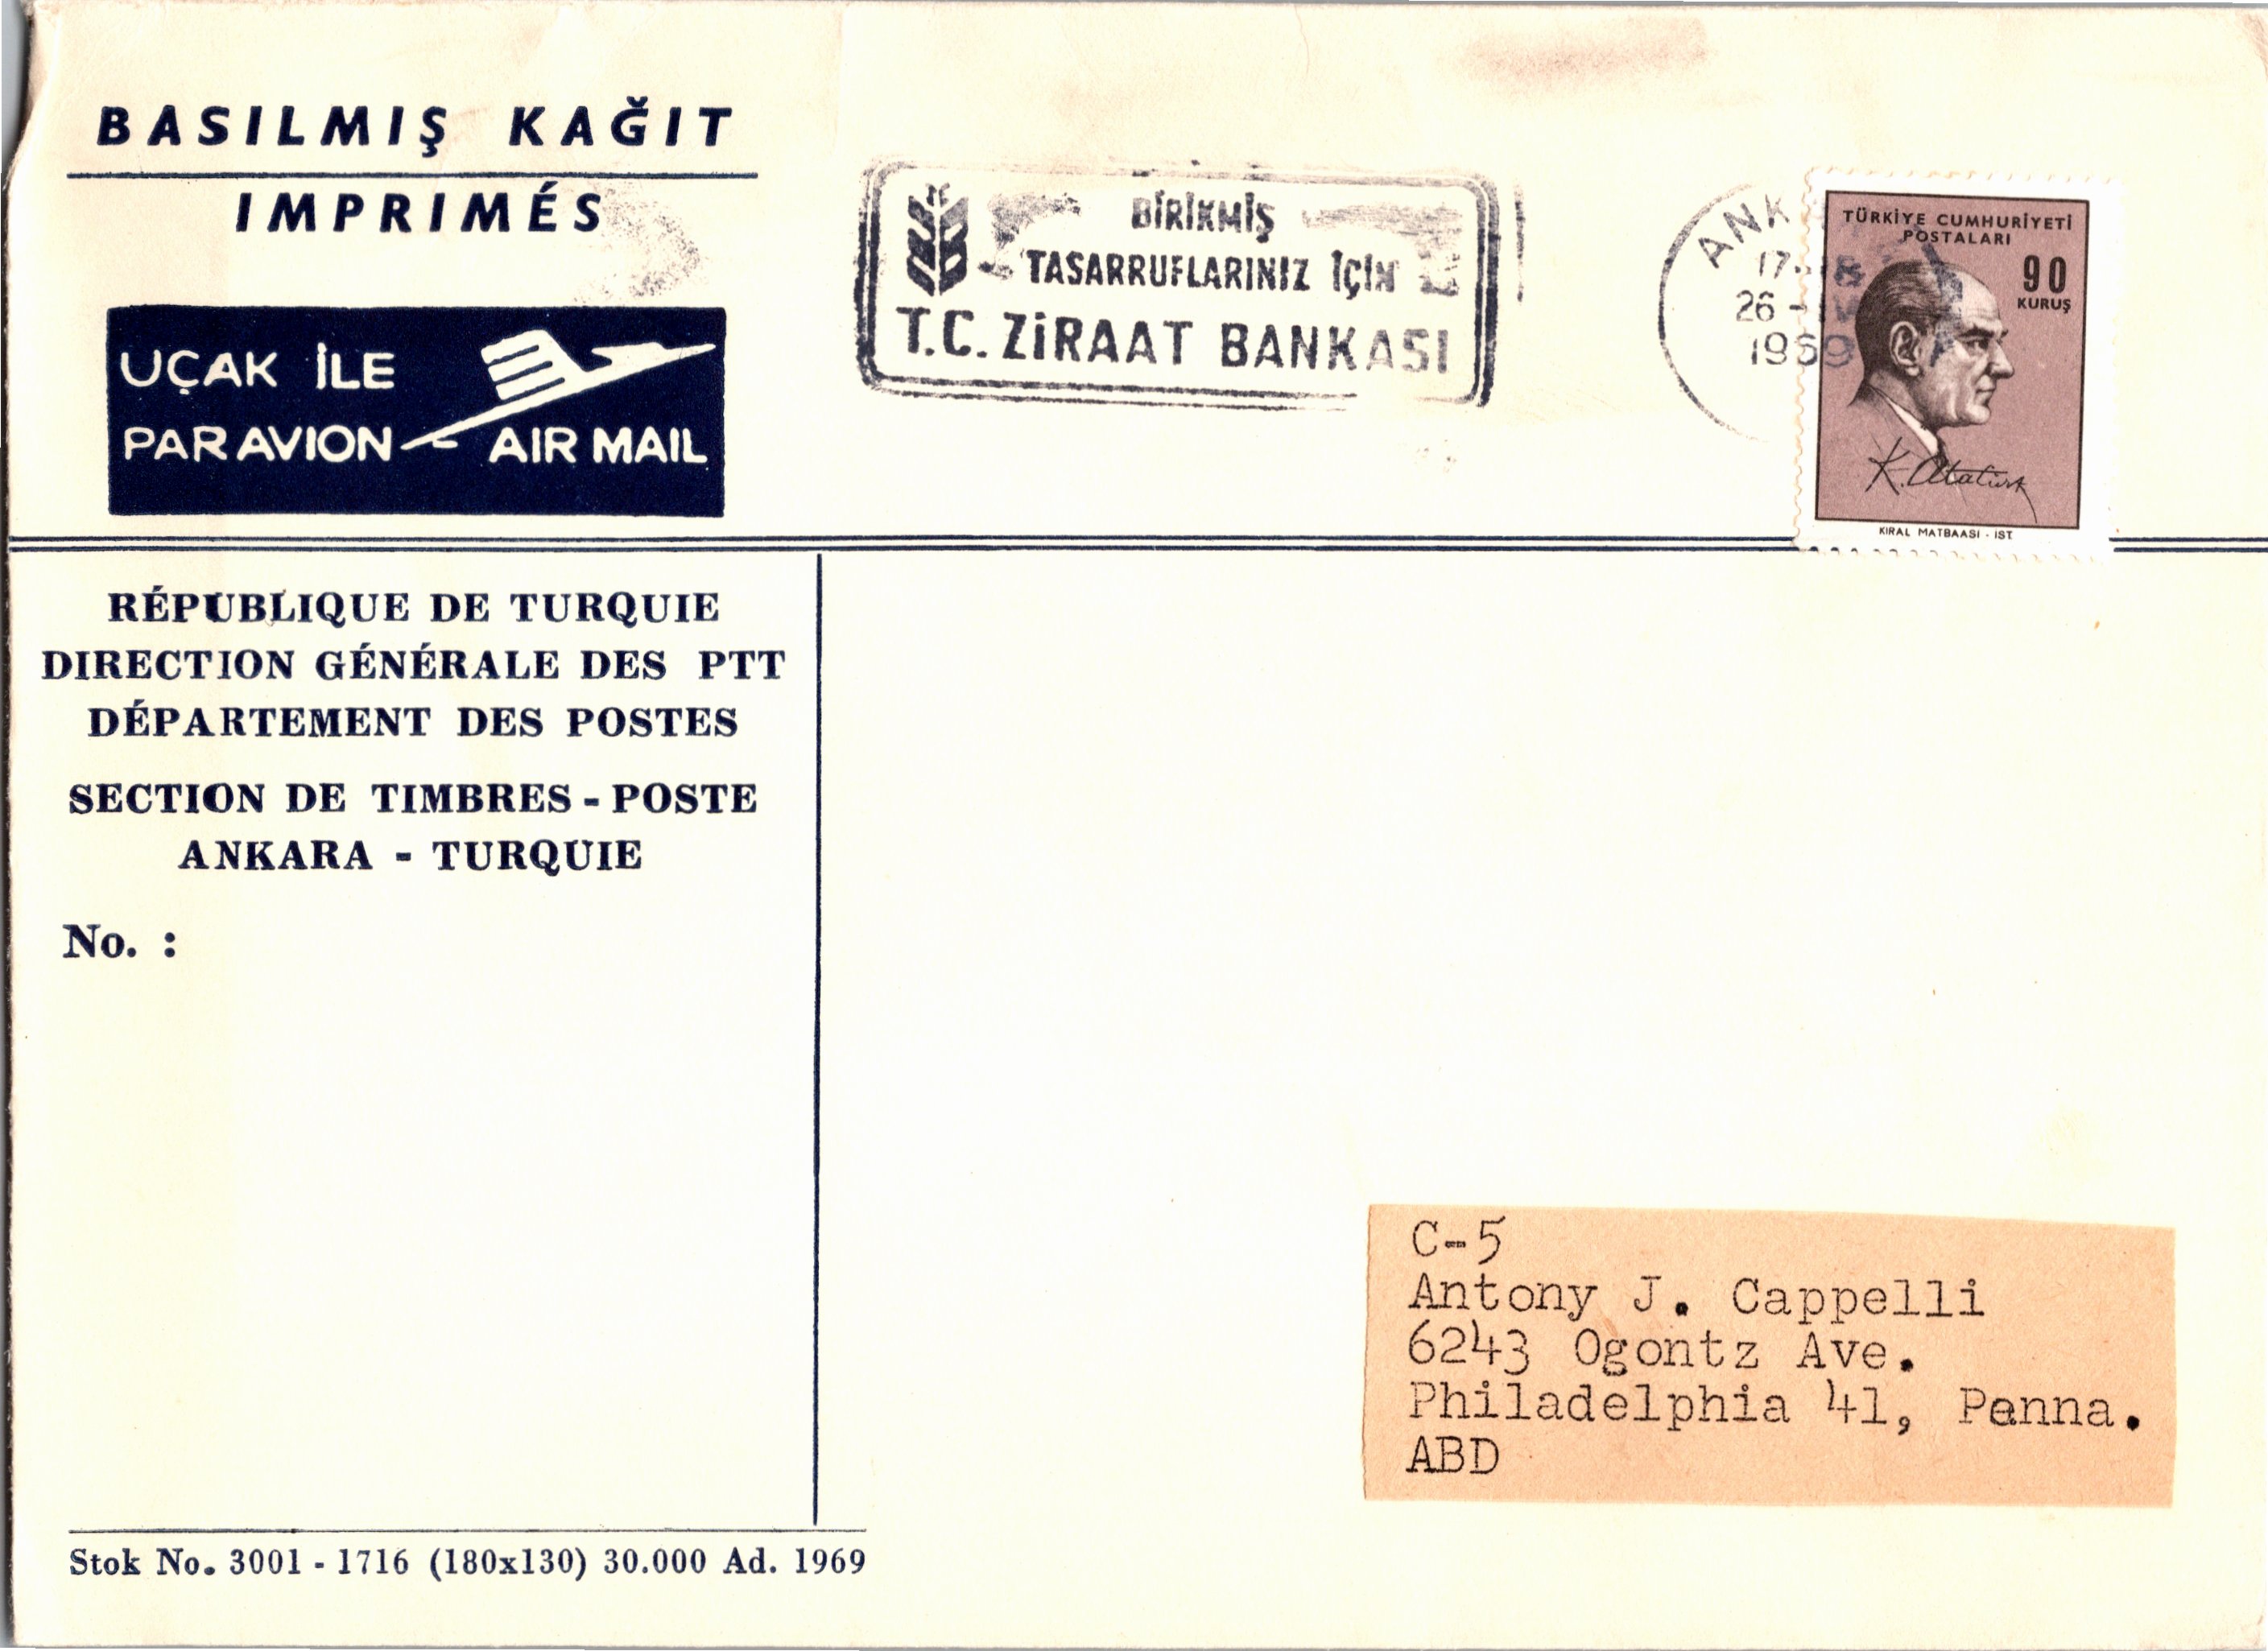 BASILMIŞ KAĞIT
IMPRIMÉS
UÇAK İLE
PAR AVION AIR MAIL
BİRİKMİŞ
TASARRUFLARINIZ İÇİN
T.C. ZİRAAT BANKASI
17-18
26-IV
1969
TÜRKİYE CUMHURİYETİ
POSTALARI
90
KURUŞ
K. Atatürk
KIRAL MATBAASI - IST.
RÉPUBLIQUE DE TURQUIE
DIRECTION GÉNÉRALE DES PTT
DÉPARTEMENT DES POSTES
SECTION DE TIMBRES - POSTE
ANKARA - TURQUIE
No. :
C-5
Antony J. Cappelli
6243 Ogontz Ave.
Philadelphia 41, Penna.
ABD
Stok No. 3001 - 1716 (180x130) 30.000 Ad. 1969